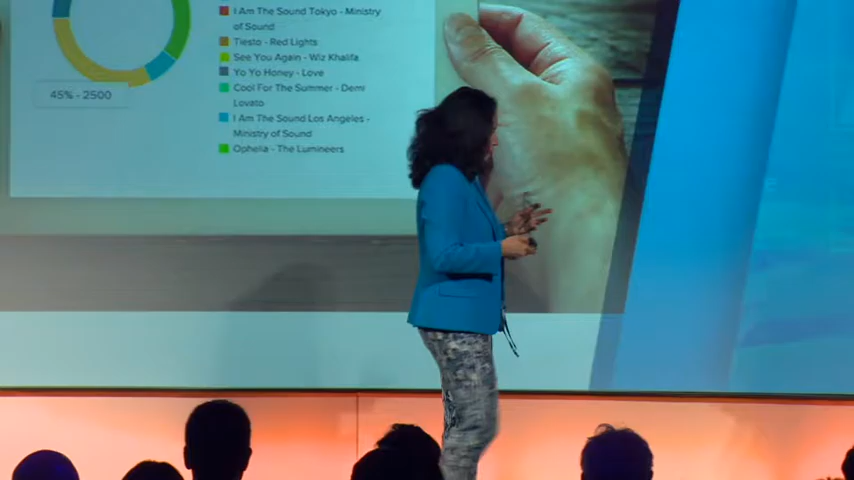 I Am The Sound Tokyo - Ministry
of Sound
Tiesto - Red Lights
See You Again - Wiz Khalifa
Yo Yo Honey - Love
Cool For The Summer - Demi
Lovato
I Am The Sound Los Angeles -
Ministry of Sound
Ophelia - The Lumineers
45% - 2500